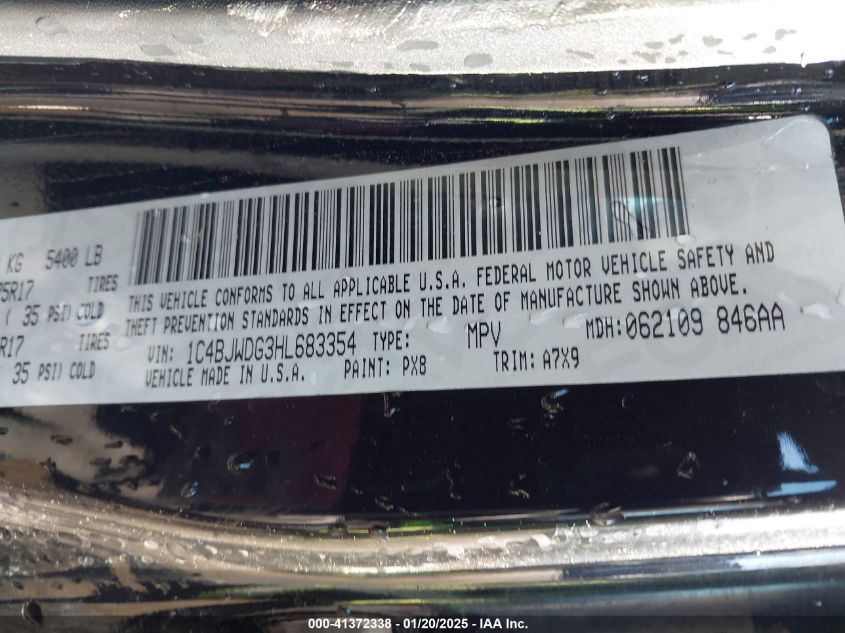 KG 5400 LB
THIS VEHICLE CONFORMS TO ALL APPLICABLE U.S.A. FEDERAL MOTOR VEHICLE SAFETY AND
THEFT PREVENTION STANDARDS IN EFFECT ON THE DATE OF MANUFACTURE SHOWN ABOVE.
5R17 TIRES
( 35 PSI) COLD
R17 TIRES
35 PSI) COLD
VIN: 1C4BJWDG3HL683354 TYPE: MPV MDH:062109 846AA
VEHICLE MADE IN U.S.A. PAINT: PX8 TRIM: A7X9
000-41372338 - 01/20/2025 - IAA Inc.